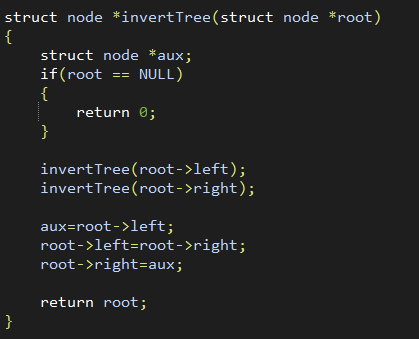 struct node *invertTree(struct node *root)
{
    struct node *aux;
    if(root == NULL)
    {
        return 0;
    }

    invertTree(root->left);
    invertTree(root->right);

    aux=root->left;
    root->left=root->right;
    root->right=aux;

    return root;
}